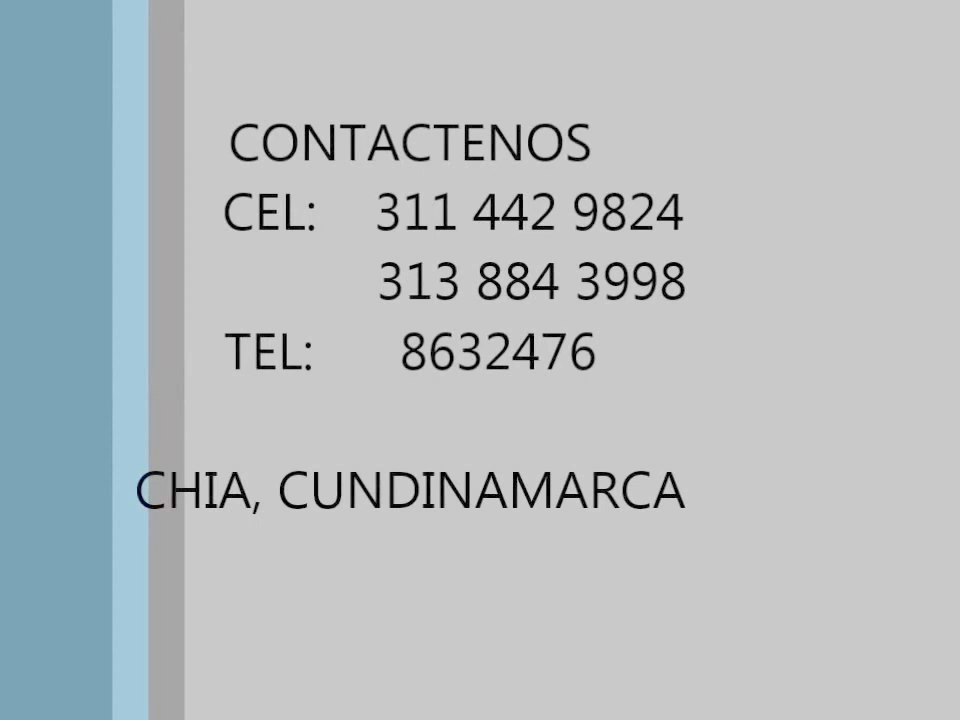 CONTACTENOS
CEL: 311 442 9824
313 884 3998
TEL: 8632476
CHIA, CUNDINAMARCA